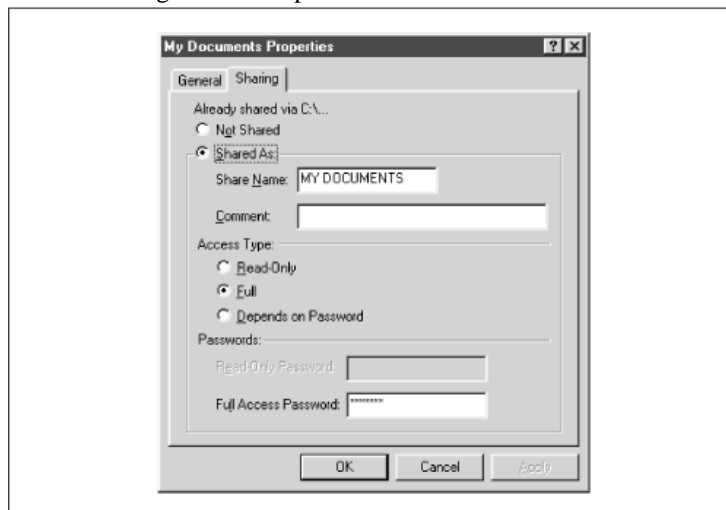 My Documents Properties
General Sharing
Already shared via C:\...
Not Shared
Shared As:
Share Name: MY DOCUMENTS
Comment:
Access Type:
Read-Only
Full
Depends on Password
Passwords:
Read-Only Password:
Full Access Password: ********
OK Cancel Apply